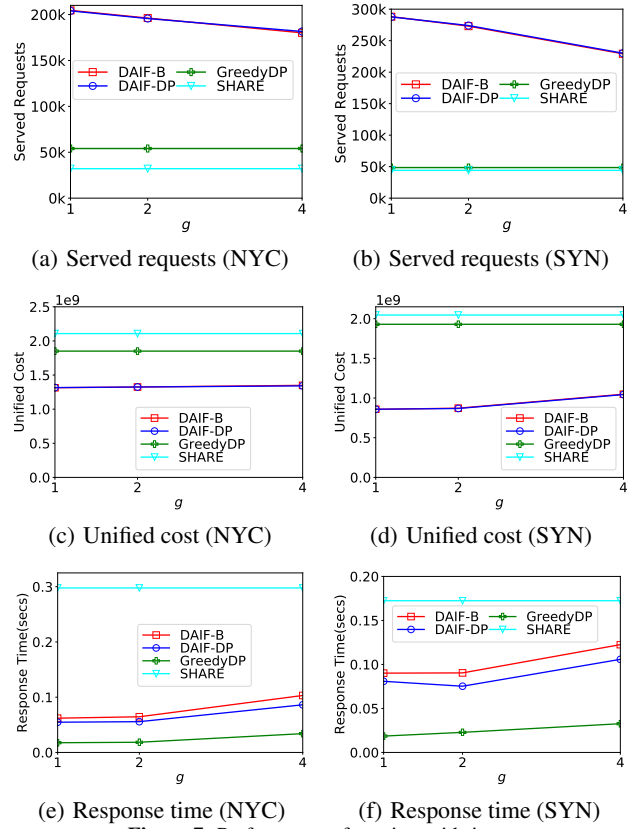 200k
150k
100k
50k
0k
Served Requests
DAIF-B
DAIF-DP
GreedyDP
SHARE
1 2 4
g
(a) Served requests (NYC)
300k
250k
200k
150k
100k
50k
0k
Served Requests
DAIF-B
DAIF-DP
GreedyDP
SHARE
1 2 4
g
(b) Served requests (SYN)
1e9
2.5
2.0
1.5
1.0
0.5
0.0
Unified Cost
DAIF-B
DAIF-DP
GreedyDP
SHARE
1 2 4
g
(c) Unified cost (NYC)
1e9
2.0
1.5
1.0
0.5
0.0
Unified Cost
DAIF-B
DAIF-DP
GreedyDP
SHARE
1 2 4
g
(d) Unified cost (SYN)
0.3
0.2
0.1
0.0
Response Time(secs)
DAIF-B
DAIF-DP
GreedyDP
SHARE
1 2 4
g
(e) Response time (NYC)
0.20
0.15
0.10
0.05
0.00
Response Time(secs)
DAIF-B
DAIF-DP
GreedyDP
SHARE
1 2 4
g
(f) Response time (SYN)